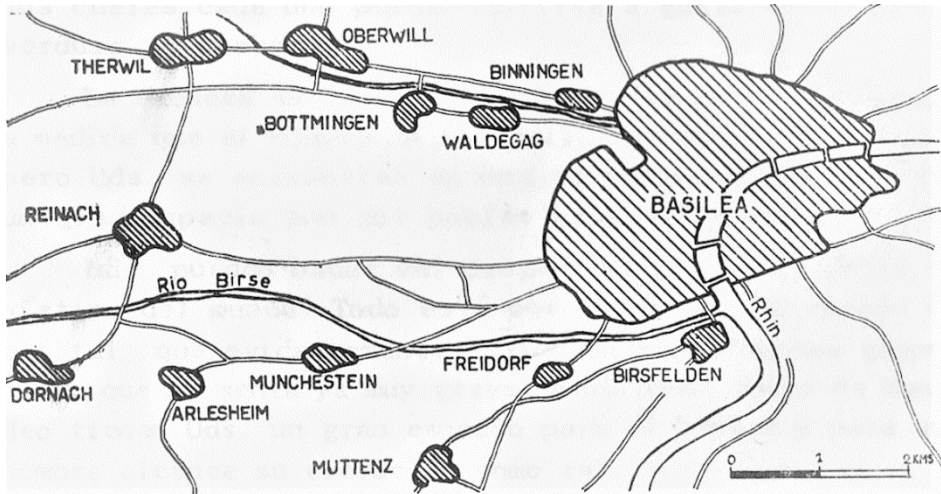 OBERWILL
THERWIL
BINNINGEN
BOTTMINGEN
WALDEGAG
BASILEA
REINACH
Rio Birse
Rhin
FREIDORF
DORNACH
MUNCHESTEIN
BIRSFELDEN
ARLESHEIM
MUTTENZ
0 1 2 KMS